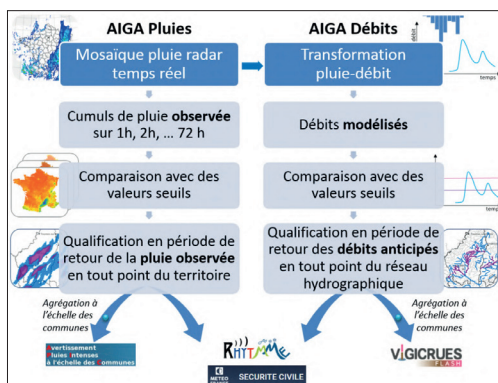 AIGA Pluies
AIGA Débits
Mosaïque pluie radar
temps réel
Transformation
pluie-débit
débit
temps
Cumuls de pluie observée
sur 1h, 2h, ... 72 h
Débits modélisés
Comparaison avec des
valeurs seuils
Comparaison avec des
valeurs seuils
temps
Qualification en période de
retour de la pluie observée
en tout point du territoire
Qualification en période de
retour des débits anticipés
en tout point du réseau
hydrographique
Agrégation à
l'échelle des
communes
Agrégation à
l'échelle des
communes
Avertissement
Pluies Intenses
à l'échelle des Communes
RHYTMME
METEO
FRANCE
SECURITE CIVILE
VIGICRUES
FLASH